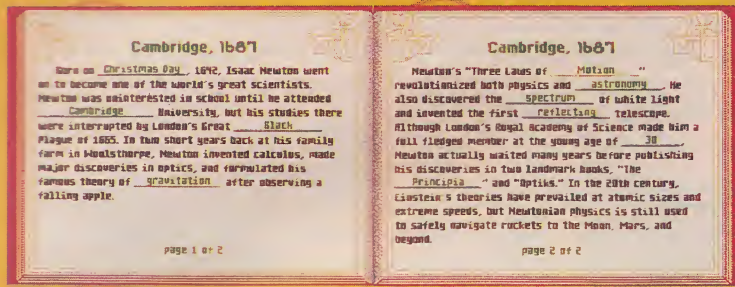 Cambridge, 1687
Born on Christmas Day, 1642, Isaac Newton went
on to become one of the world's great scientists.
Newton was uninterested in school until he attended
Cambridge University, but his studies there
were interrupted by London's Great Black
Plague of 1665. In two short years back at his family
farm in Woolsthorpe, Newton invented calculus, made
major discoveries in optics, and formulated his
famous theory of gravitation after observing a
falling apple.
page 1 of 2
Cambridge, 1687
Newton's "Three Laws of Motion "
revolutionized both physics and astronomy. He
also discovered the spectrum of white light
and invented the first reflecting telescope.
Although London's Royal Academy of Science made him a
full fledged member at the young age of 30,
Newton actually waited many years before publishing
his discoveries in two landmark books, "The
Principia " and "Optiks." In the 20th century,
Einstein's theories have prevailed at atomic sizes and
extreme speeds, but Newtonian physics is still used
to safely navigate rockets to the Moon, Mars, and
beyond.
page 2 of 2